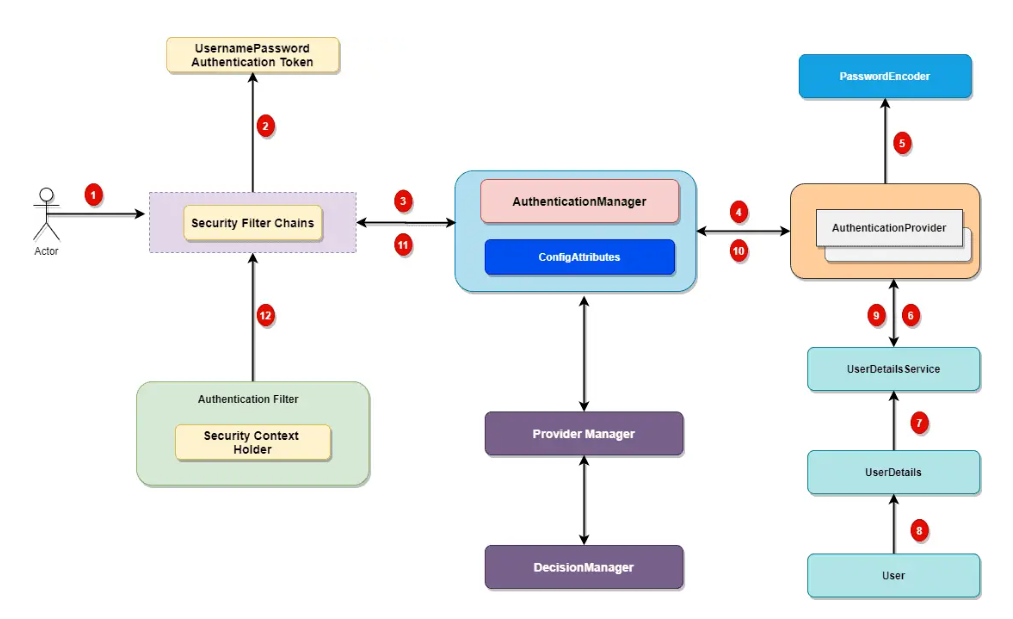 UsernamePassword
Authentication Token
PasswordEncoder
2
5
1
Actor
Security Filter Chains
3
11
AuthenticationManager
ConfigAttributes
4
10
AuthenticationProvider
12
9
6
Authentication Filter
Security Context
Holder
Provider Manager
UserDetailsService
7
UserDetails
8
DecisionManager
User